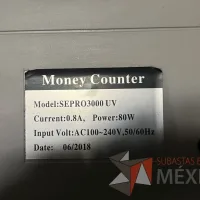 Money Counter
Model:SEPRO3000 UV
Current:0.8A, Power:80W
Input Volt:AC100~240V,50/60Hz
Date: 06/2018
SUBASTAS E
MÉXI